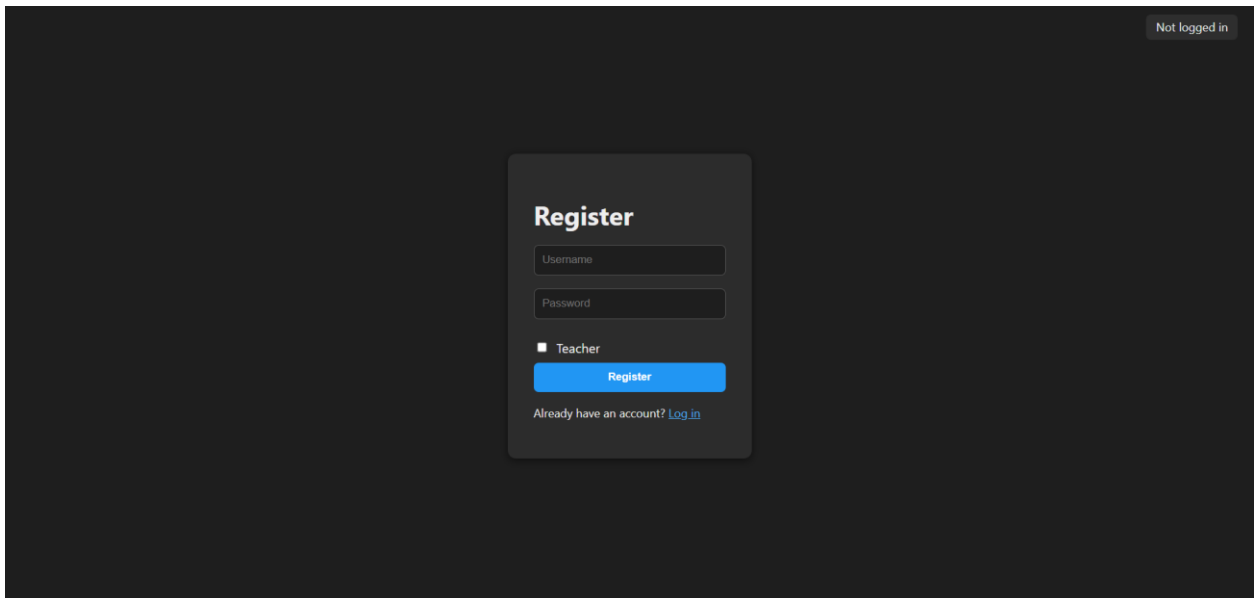 Not logged in
Register
Username
Password
Teacher
Register
Already have an account? Log in